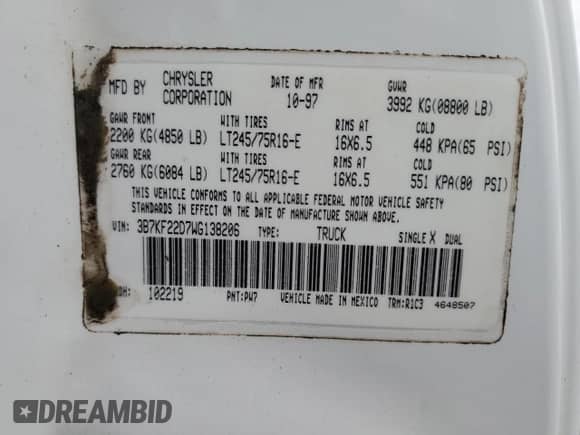 MFD BY CHRYSLER CORPORATION DATE OF MFR 10-97 GVWR 3992 KG(08800 LB)
GAWR FRONT WITH TIRES RIMS AT COLD
2200 KG(4850 LB) LT245/75R16-E 16X6.5 448 KPA(65 PSI)
GAWR REAR WITH TIRES RIMS AT COLD
2760 KG(6084 LB) LT245/75R16-E 16X6.5 551 KPA(80 PSI)
THIS VEHICLE CONFORMS TO ALL APPLICABLE FEDERAL MOTOR VEHICLE SAFETY
STANDARDS IN EFFECT ON THE DATE OF MANUFACTURE SHOWN ABOVE.
VIN: 3B7KF22D7WG138206 TYPE: TRUCK SINGLE X DUAL
MDH: 102219 PNT: PW7 VEHICLE MADE IN MEXICO TRM: R1C3 4648507
DREAMBID